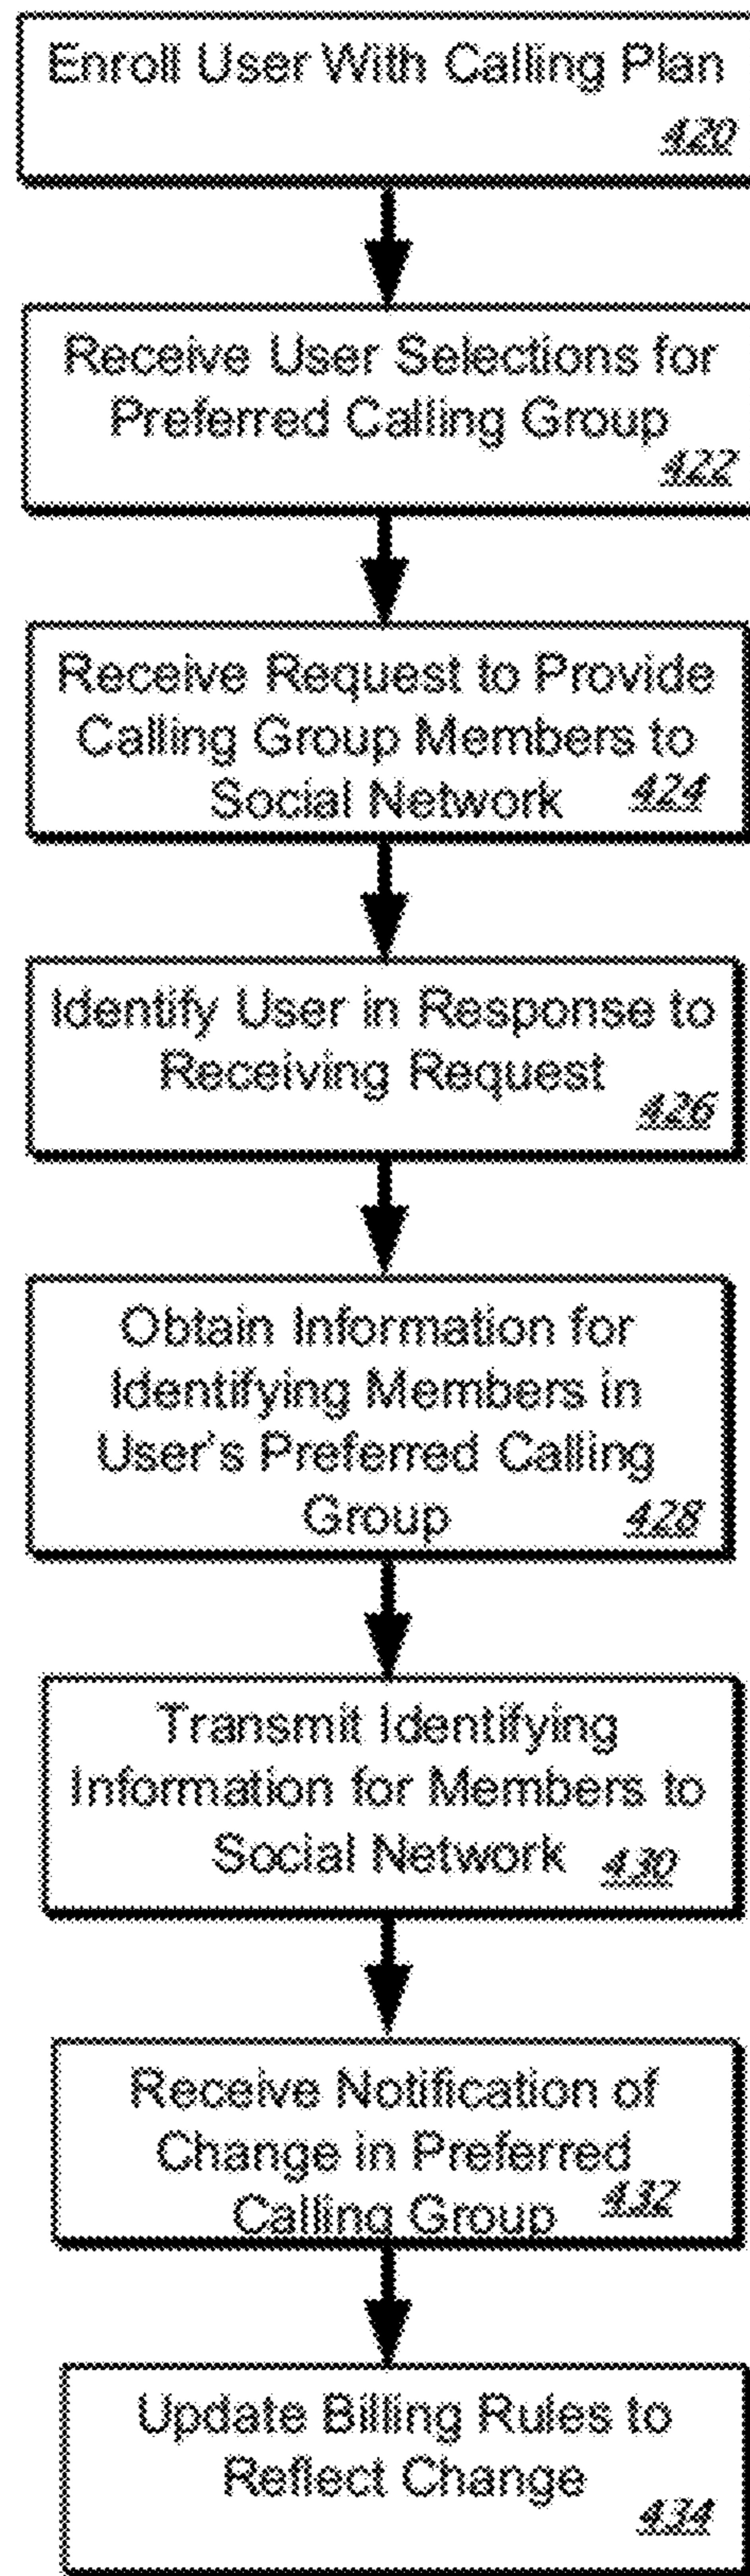 Enroll User With Calling Plan
420
Receive User Selections for
Preferred Calling Group
422
Receive Request to Provide
Calling Group Members to
Social Network 424
Identify User in Response to
Receiving Request
426
Obtain Information for
Identifying Members in
User's Preferred Calling
Group 428
Transmit Identifying
Information for Members to
Social Network 430
Receive Notification of
Change in Preferred
Calling Group 432
Update Billing Rules to
Reflect Change
434